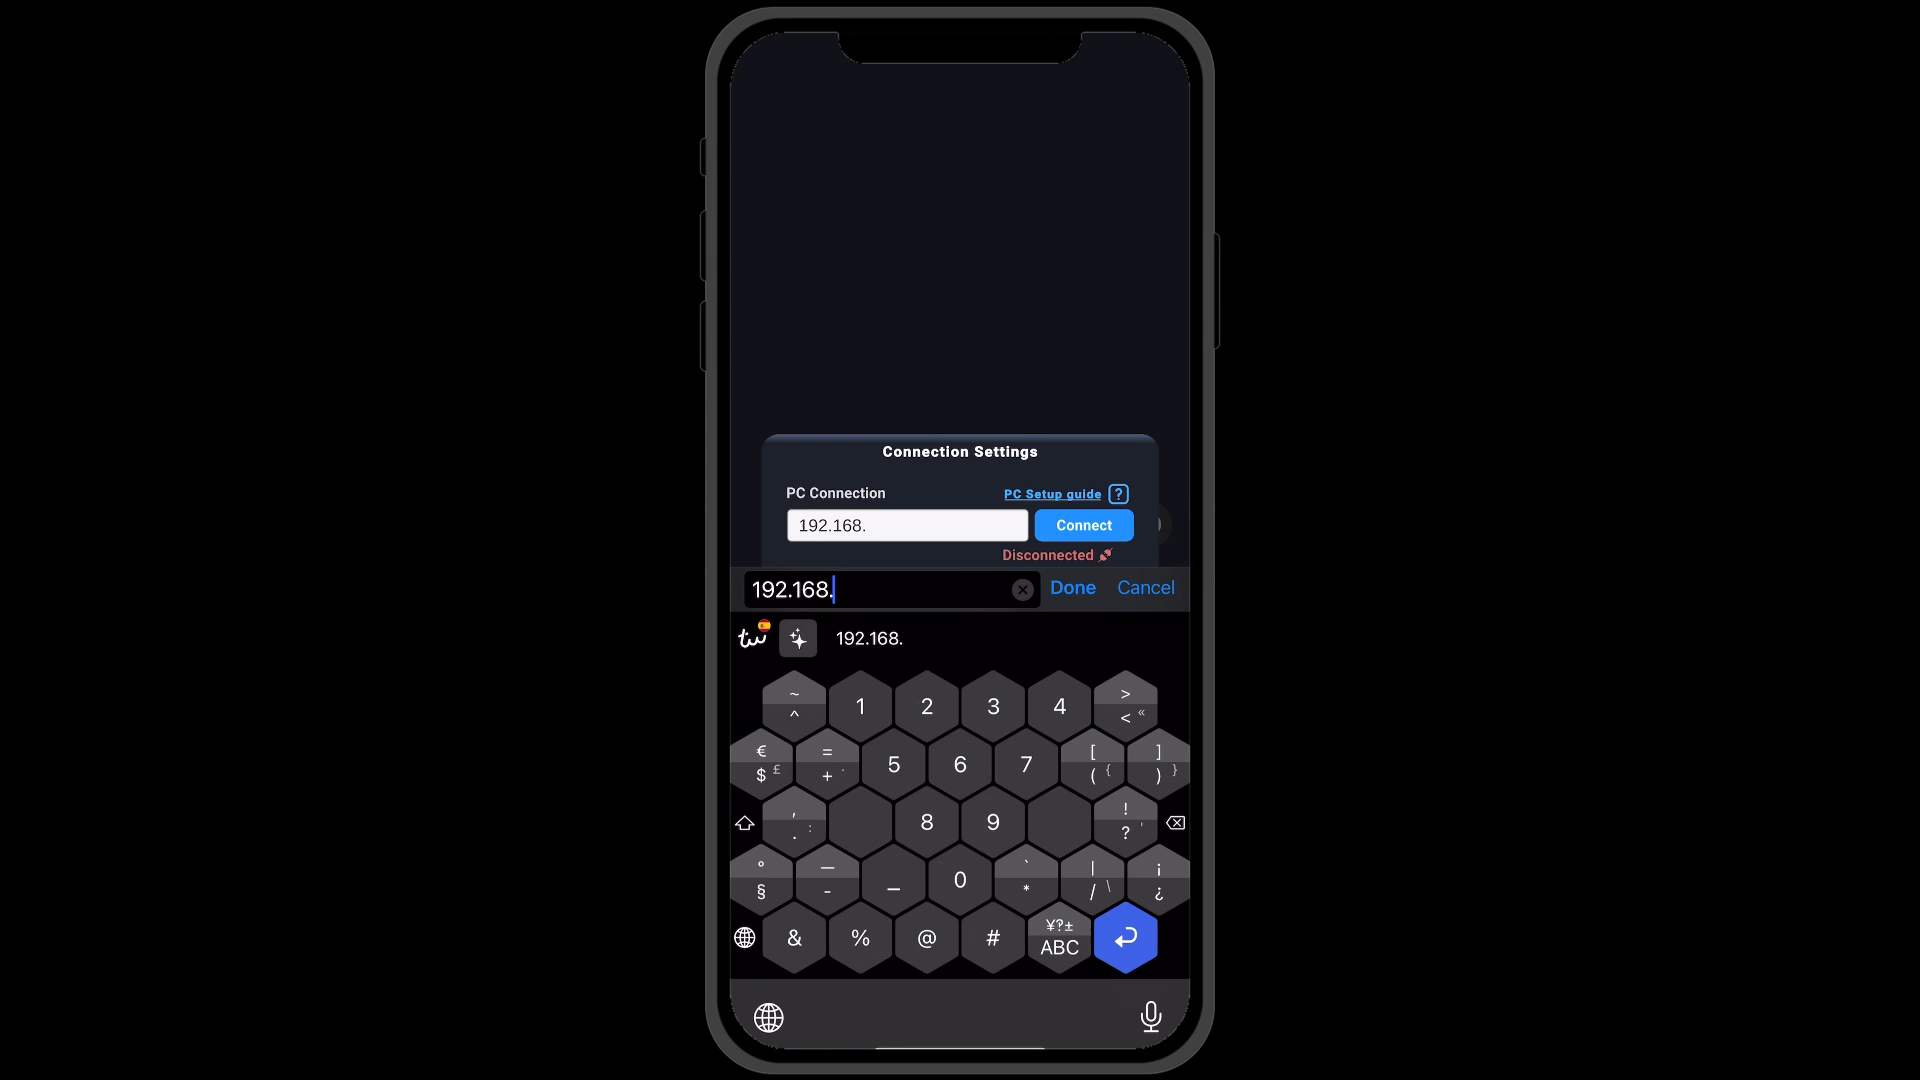 Connection Settings
PC Connection
PC Setup guide ?
192.168.
Connect
Disconnected
192.168.
Done Cancel
tw
192.168.
~ ^ 1 2 3 4 > < «
€ $ £ = + 5 6 7 [ ( { ] ) }
, . : 8 9 ! ? '
° § — - _ 0 ` * | / \ ¡ ¿
& % @ # ¥?± ABC